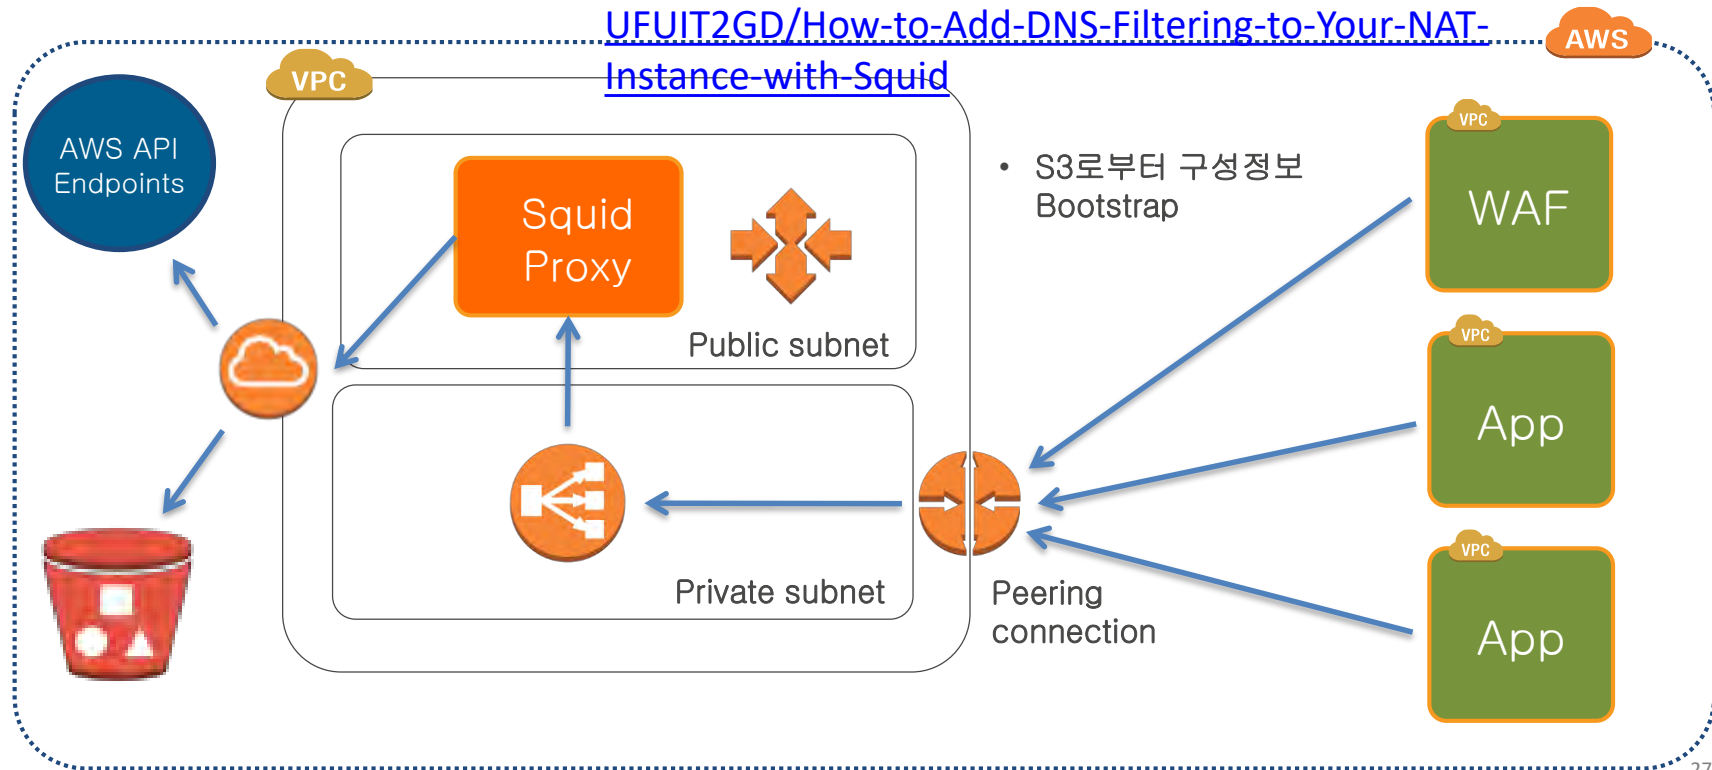 UFUIT2GD/How-to-Add-DNS-Filtering-to-Your-NAT-
Instance-with-Squid
AWS
VPC
AWS API
Endpoints
Squid
Proxy
Public subnet
Private subnet
• S3로부터 구성정보
Bootstrap
Peering
connection
VPC
WAF
VPC
App
VPC
App
27